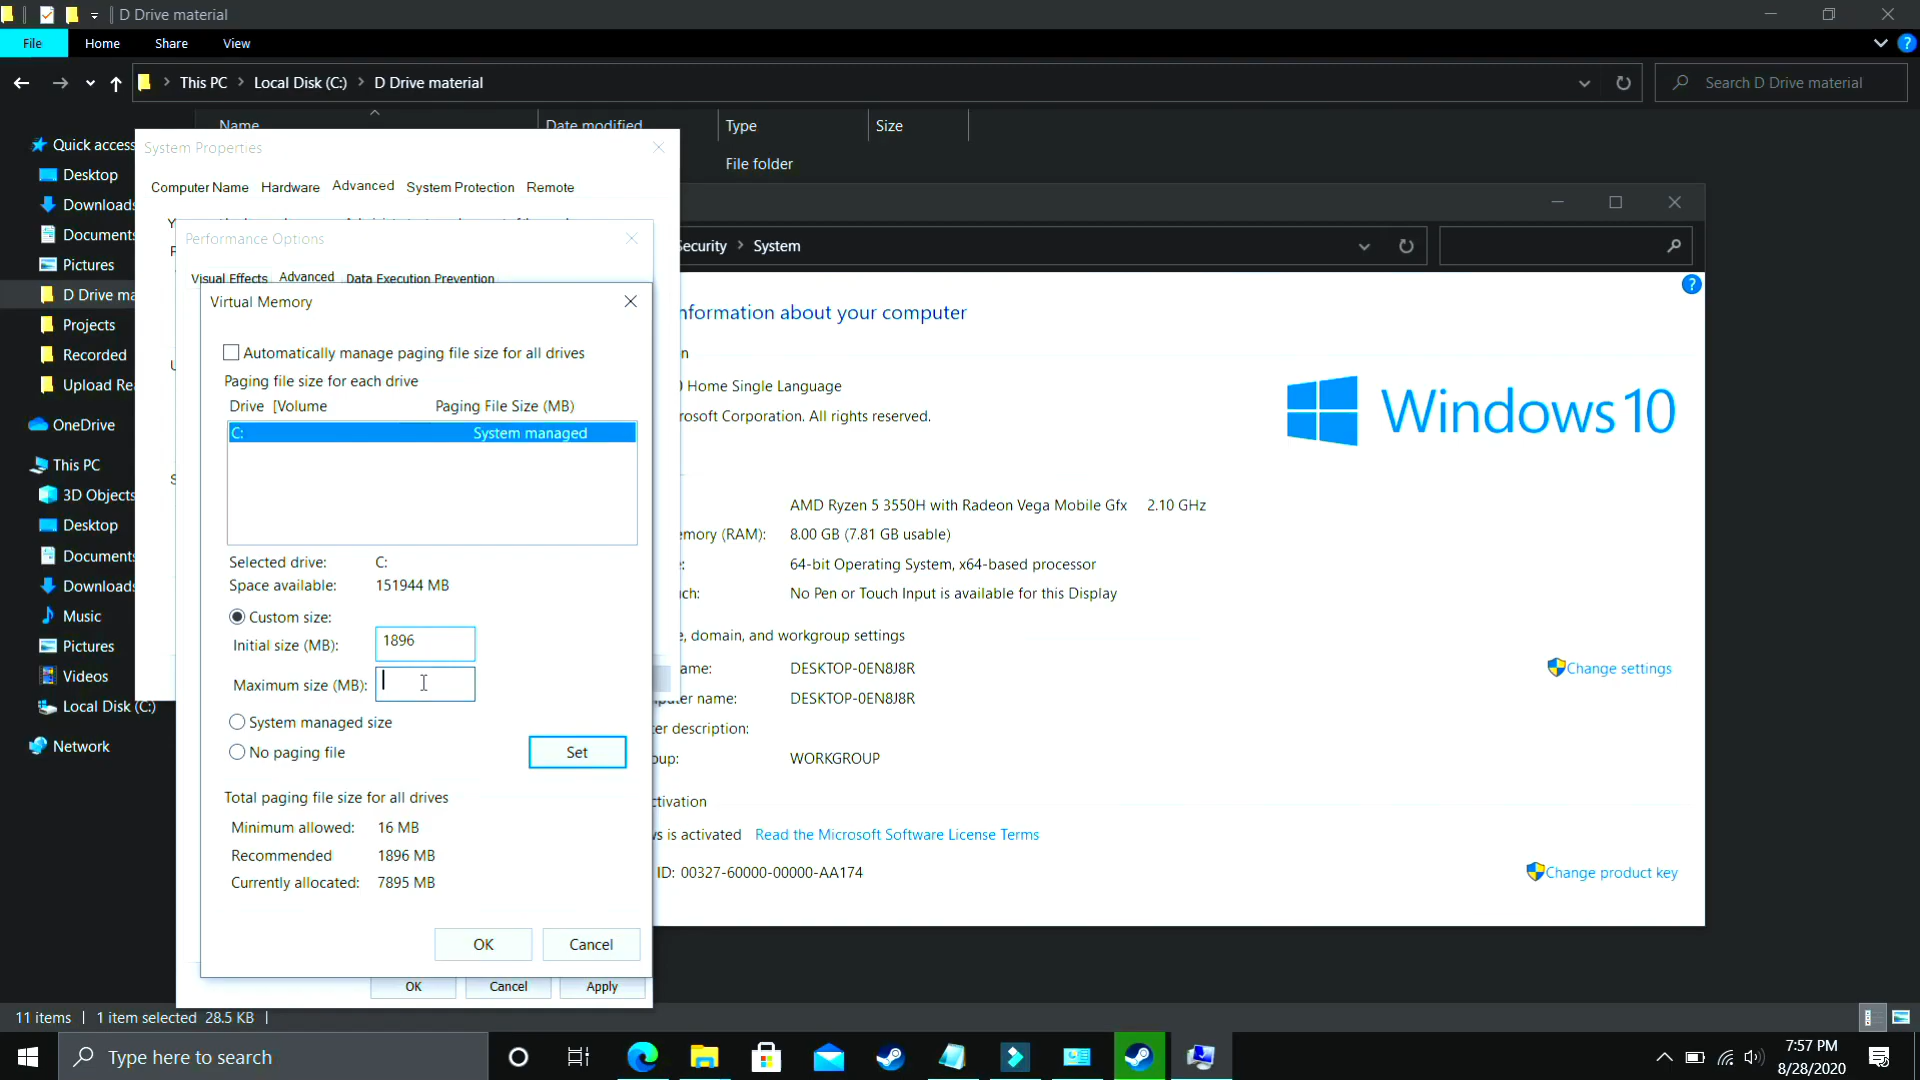 D Drive material
File Home Share View
This PC Local Disk (C:) D Drive material
Search D Drive material
Name Date modified Type Size
File folder
Quick access
Desktop
Downloads
Documents
Pictures
D Drive ma
Projects
Recorded
Upload Re
OneDrive
This PC
3D Objects
Desktop
Documents
Downloads
Music
Pictures
Videos
Local Disk (C:)
Network
System Properties
Computer Name Hardware Advanced System Protection Remote
Performance Options
Visual Effects Advanced Data Execution Prevention
Virtual Memory
Automatically manage paging file size for all drives
Paging file size for each drive
Drive [Volume Paging File Size (MB)
C: System managed
Selected drive: C:
Space available: 151944 MB
Custom size:
Initial size (MB): 1896
Maximum size (MB):
System managed size
No paging file
Set
Total paging file size for all drives
Minimum allowed: 16 MB
Recommended 1896 MB
Currently allocated: 7895 MB
OK Cancel
OK Cancel Apply
ecurity System
nformation about your computer
n
0 Home Single Language
rosoft Corporation. All rights reserved.
Windows 10
AMD Ryzen 5 3550H with Radeon Vega Mobile Gfx 2.10 GHz
emory (RAM): 8.00 GB (7.81 GB usable)
e: 64-bit Operating System, x64-based processor
uch: No Pen or Touch Input is available for this Display
e, domain, and workgroup settings
ame: DESKTOP-0EN8J8R
Change settings
puter name: DESKTOP-0EN8J8R
ter description:
oup: WORKGROUP
ctivation
ws is activated Read the Microsoft Software License Terms
ID: 00327-60000-00000-AA174
Change product key
11 items 1 item selected 28.5 KB
Type here to search
7:57 PM
8/28/2020